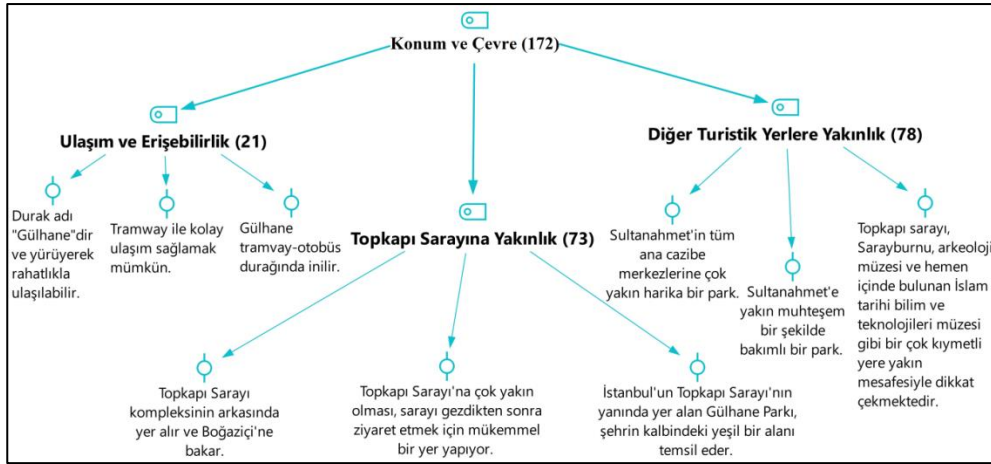 Konum ve Çevre (172)
Ulaşım ve Erişebilirlik (21)
Durak adı
"Gülhane"dir
ve yürüyerek
rahatlıkla
ulaşılabilir.
Tramway ile kolay
ulaşım sağlamak
mümkün.
Gülhane
tramvay-otobüs
durağında inilir.
Topkapı Sarayına Yakınlık (73)
Topkapı Sarayı
kompleksinin arkasında
yer alır ve Boğaziçi'ne
bakar.
Topkapı Sarayı'na çok yakın
olması, sarayı gezdikten sonra
ziyaret etmek için mükemmel
bir yer yapıyor.
İstanbul'un Topkapı Sarayı'nın
yanında yer alan Gülhane Parkı,
şehrin kalbindeki yeşil bir alanı
temsil eder.
Diğer Turistik Yerlere Yakınlık (78)
Sultanahmet'in tüm
ana cazibe
merkezlerine çok
yakın harika bir park.
Sultanahmet'e
yakın muhteşem
bir şekilde
bakımlı bir park.
Topkapı sarayı,
Sarayburnu, arkeoloji
müzesi ve hemen
içinde bulunan İslam
tarihi bilim ve
teknolojileri müzesi
gibi bir çok kıymetli
yere yakın
mesafesiyle dikkat
çekmektedir.